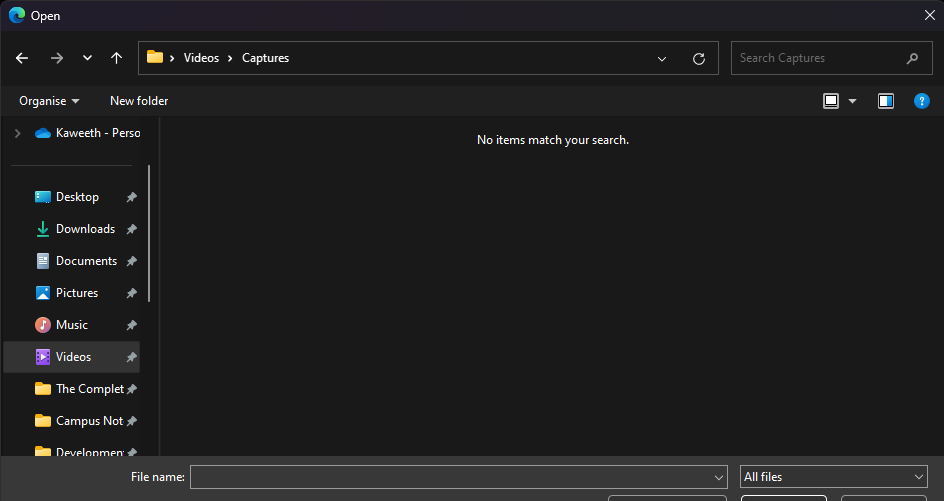 Open
Videos
Captures
Search Captures
Organise
New folder
Kaweeth - Perso
No items match your search.
Desktop
Downloads
Documents
Pictures
Music
Videos
The Complet
Campus Not
Developmen
File name:
All files